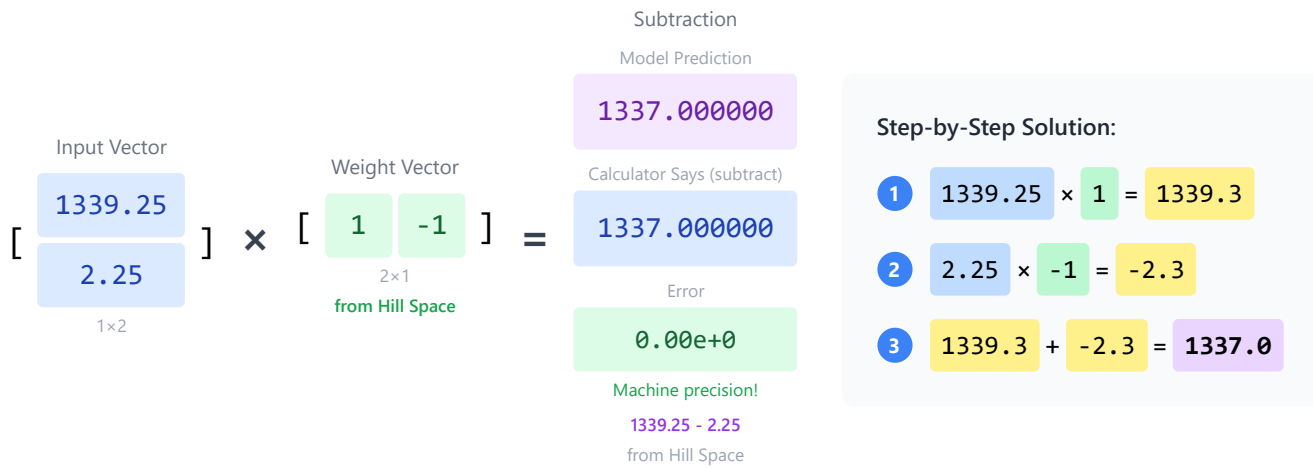 Input Vector
[ 1339.25 ]
2.25
1×2
×
Weight Vector
[ 1 -1 ]
2×1
from Hill Space
=
Subtraction
Model Prediction
1337.000000
Calculator Says (subtract)
1337.000000
Error
0.00e+0
Machine precision!
1339.25 - 2.25
from Hill Space
Step-by-Step Solution:
1 1339.25 × 1 = 1339.3
2 2.25 × -1 = -2.3
3 1339.3 + -2.3 = 1337.0